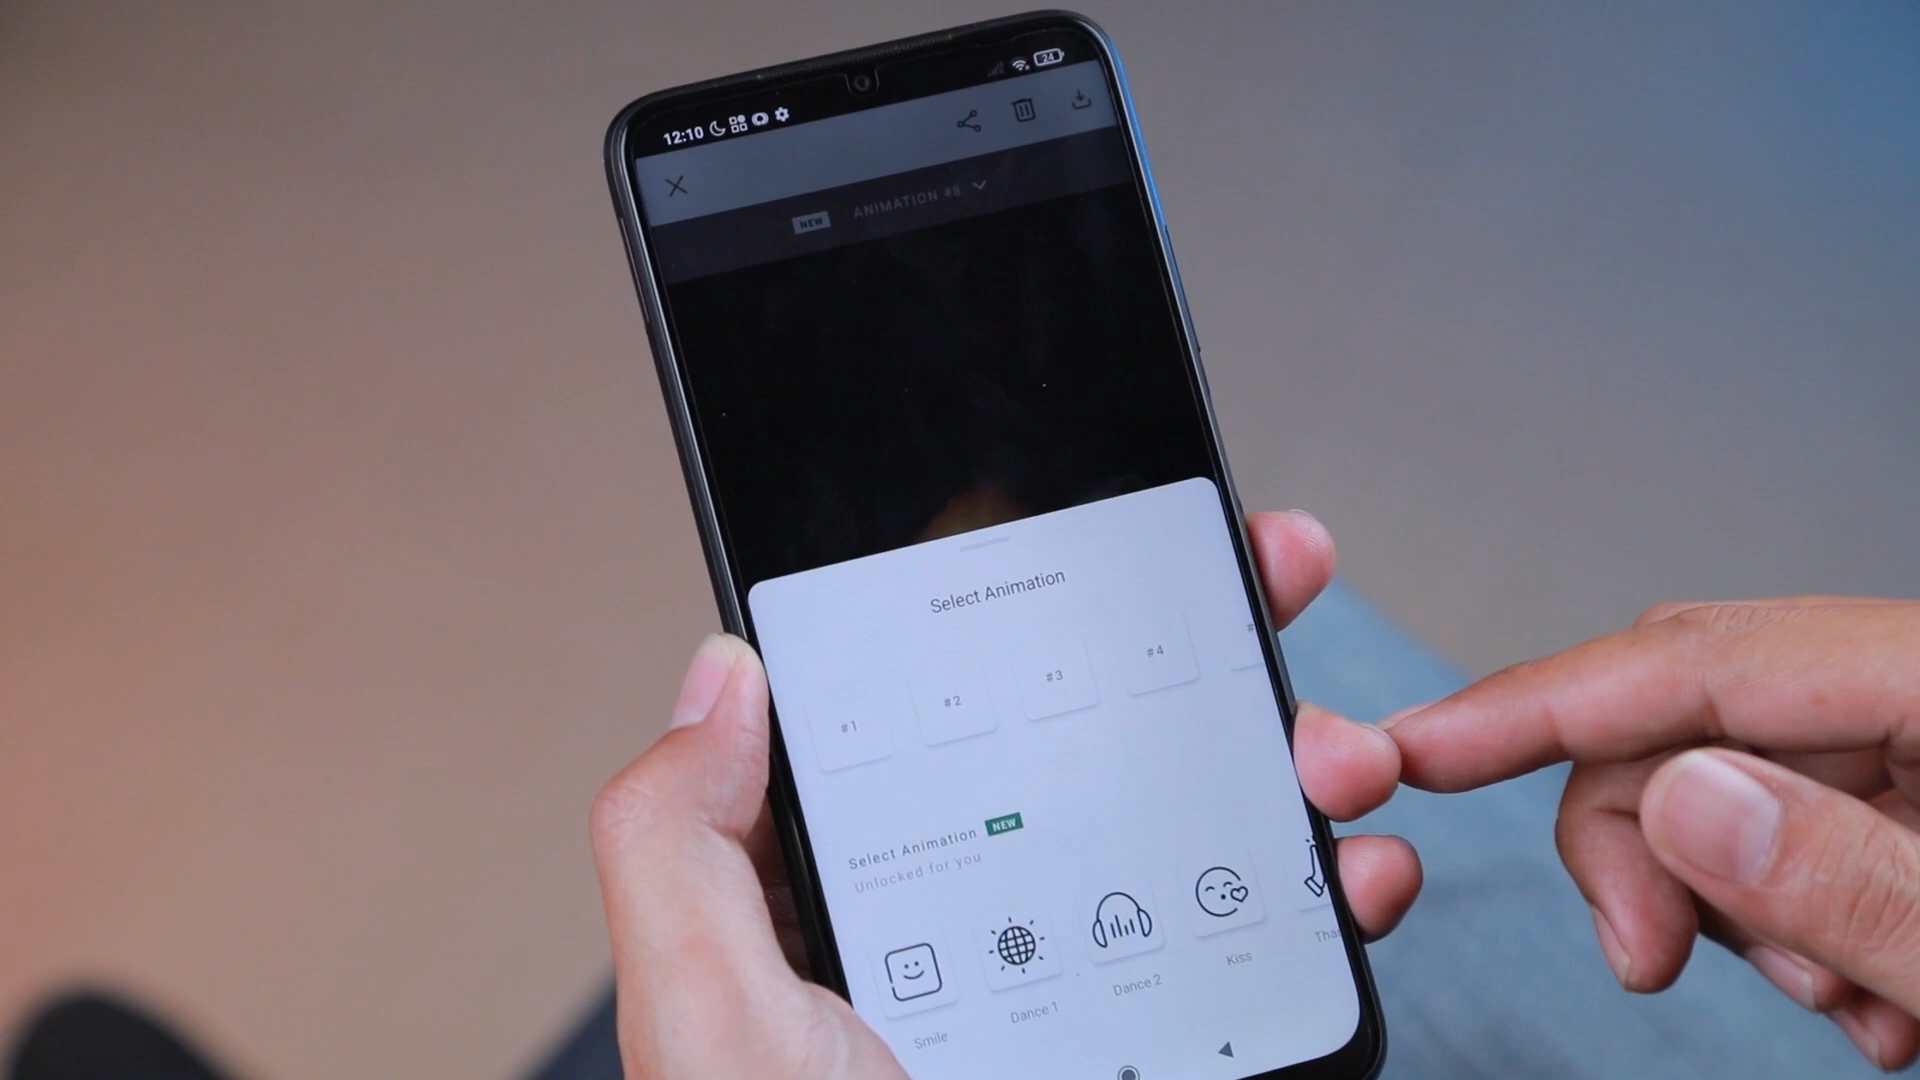 12:10
24
NEW ANIMATION #8
Select Animation
#1 #2 #3 #4
Select Animation NEW
Unlocked for you
Smile Dance 1 Dance 2 Kiss